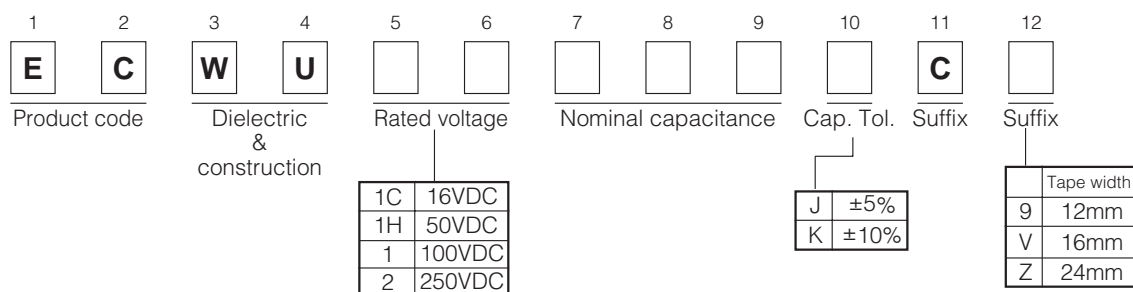 1 2 3 4 5 6 7 8 9 10 11 12
E C W U C
Product code Dielectric & construction Rated voltage Nominal capacitance Cap. Tol. Suffix Suffix
1C 16VDC
1H 50VDC
1 100VDC
2 250VDC
J ±5%
K ±10%
Tape width
9 12mm
V 16mm
Z 24mm